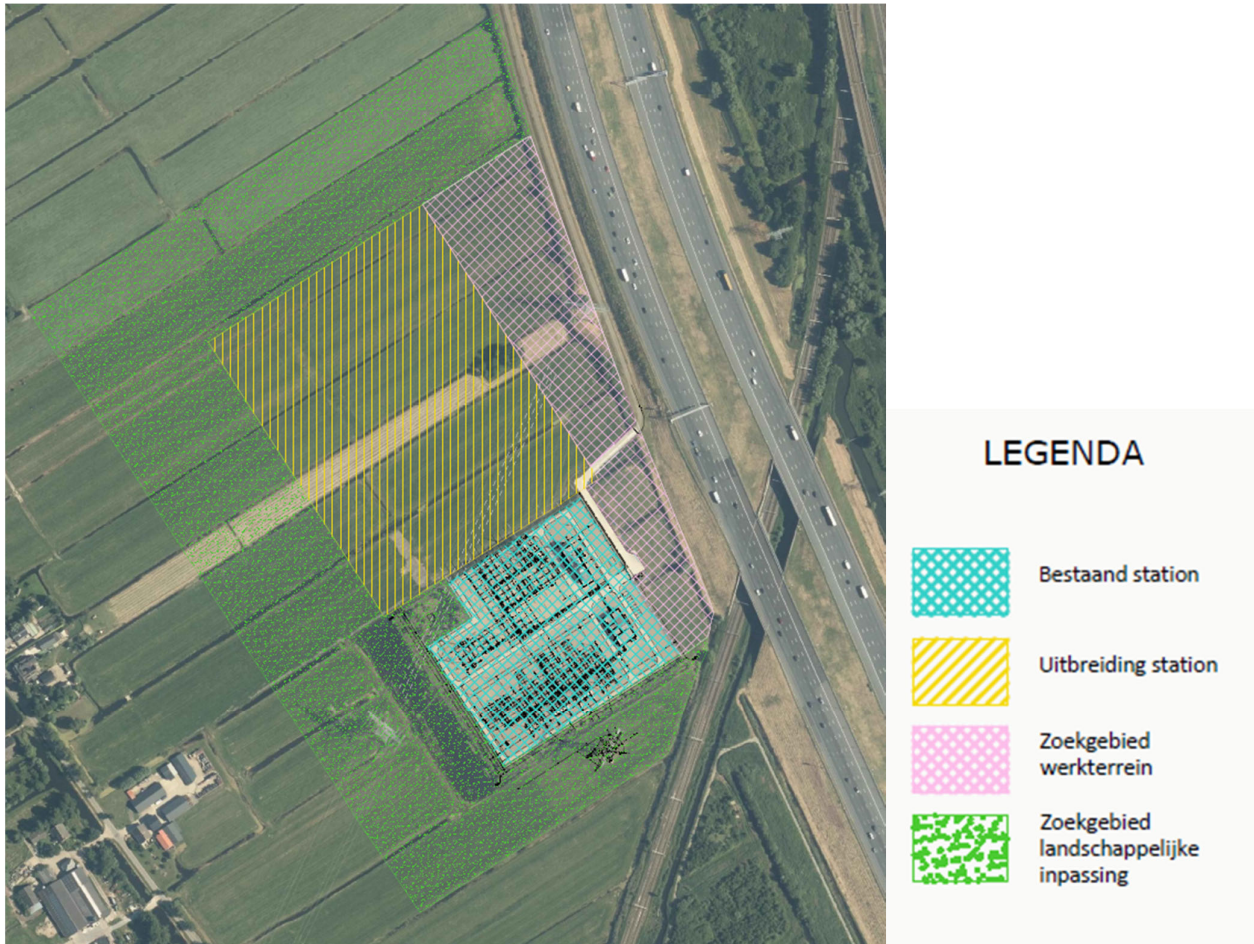 LEGENDA
Bestaand station
Uitbreiding station
Zoekgebied
werkterrein
Zoekgebied
landschappelijke
inpassing